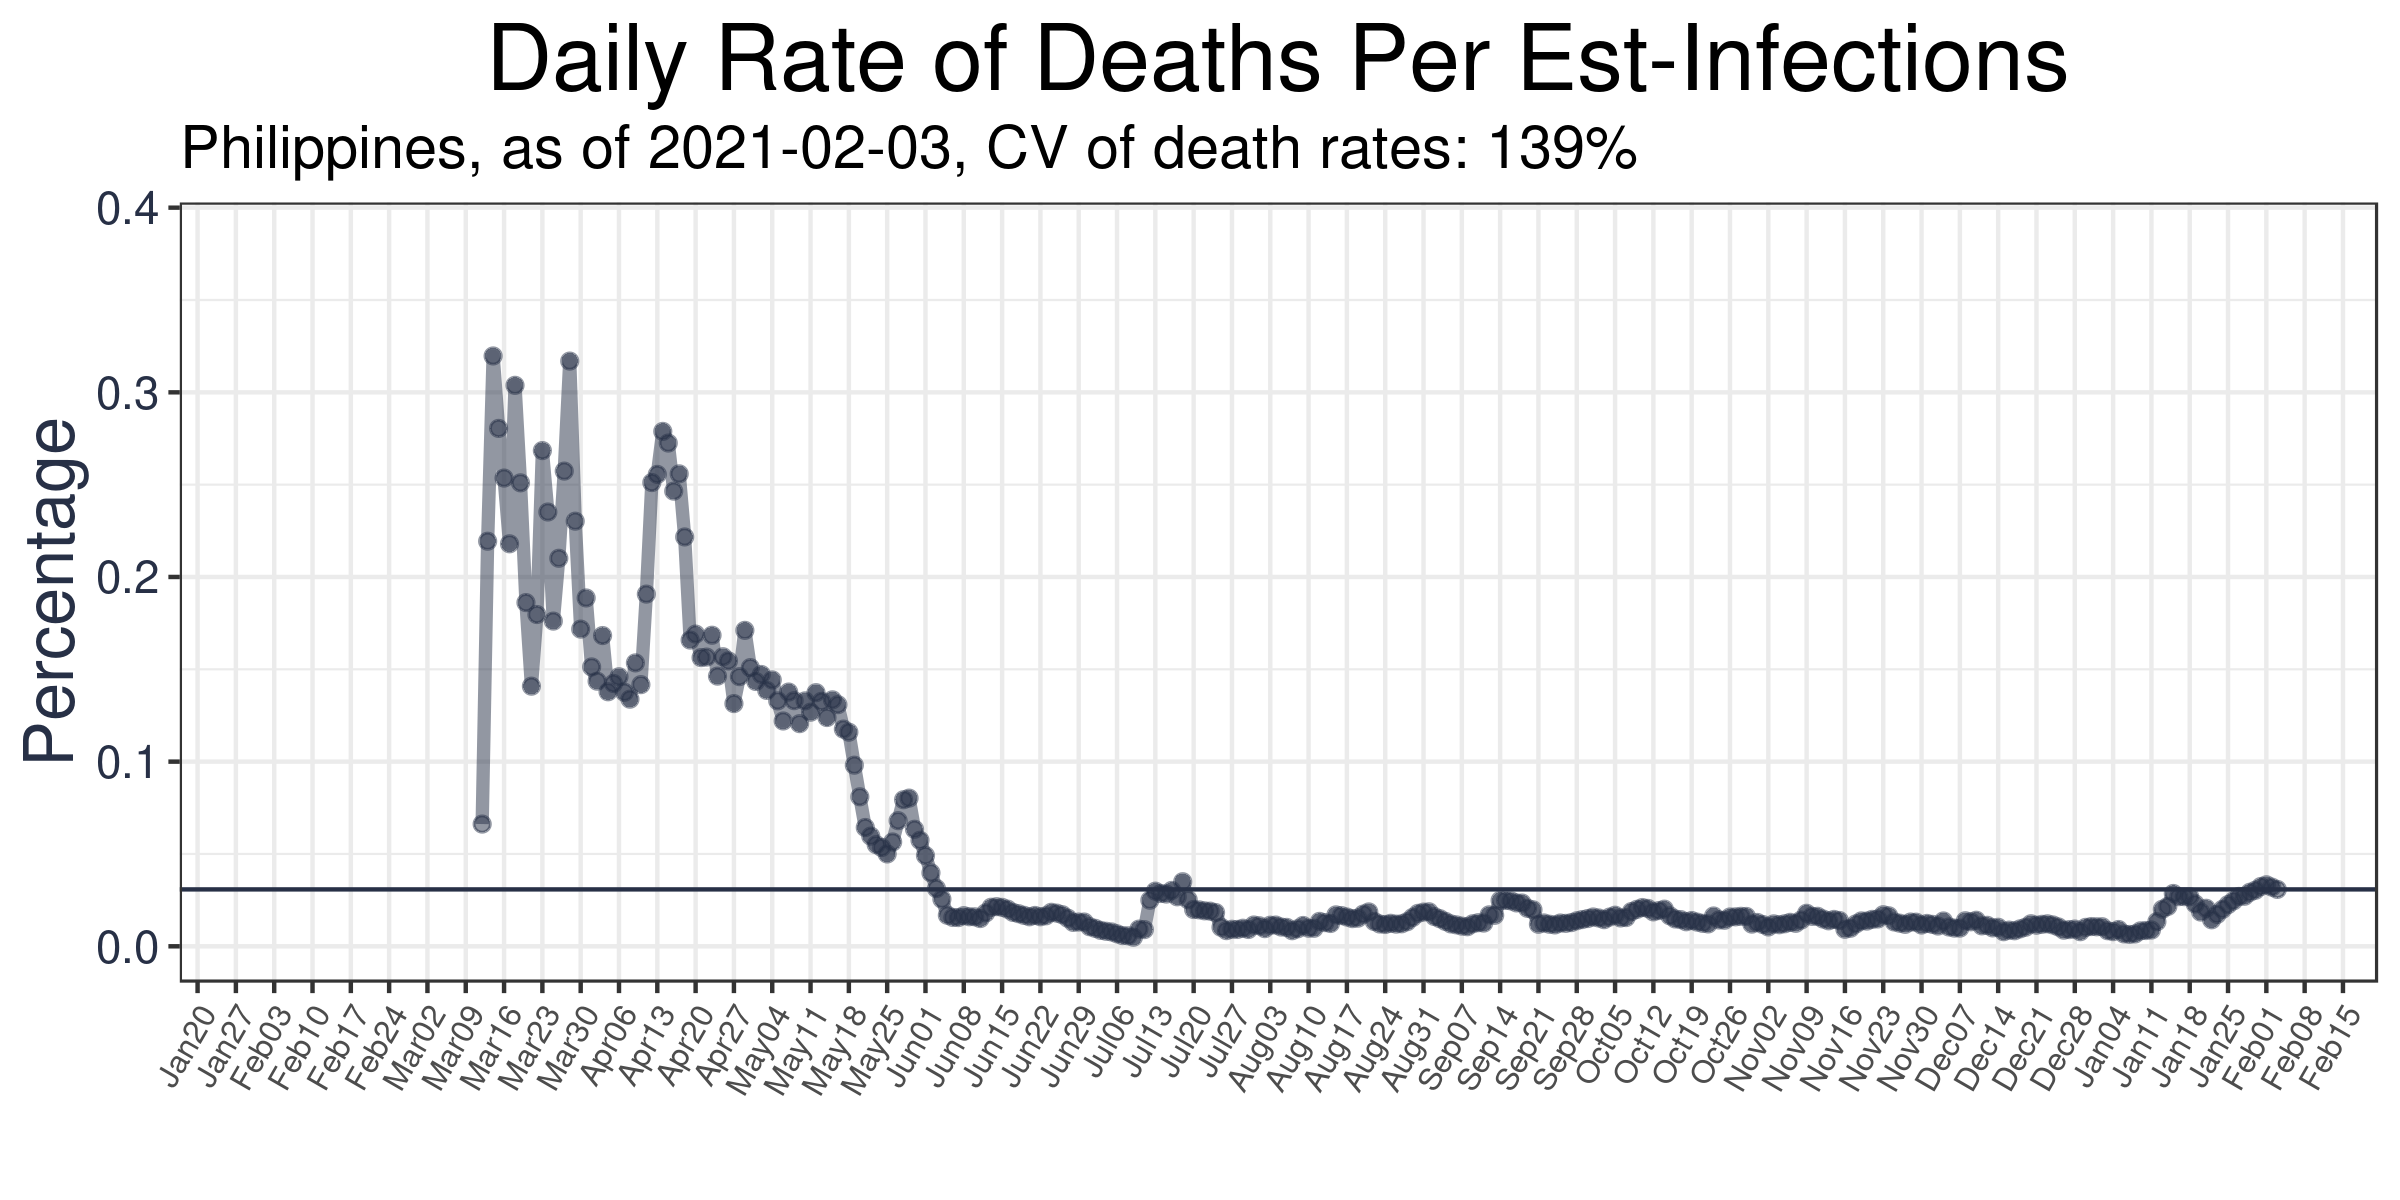 Daily Rate of Deaths Per Est-Infections
Philippines, as of 2021-02-03, CV of death rates: 139%
Percentage
0.4
0.3
0.2
0.1
0.0
Jan20 Jan27 Feb03 Feb10 Feb17 Feb24 Mar02 Mar09 Mar16 Mar23 Mar30 Apr06 Apr13 Apr20 Apr27 May04 May11 May18 May25 Jun01 Jun08 Jun15 Jun22 Jun29 Jul06 Jul13 Jul20 Jul27 Aug03 Aug10 Aug17 Aug24 Aug31 Sep07 Sep14 Sep21 Sep28 Oct05 Oct12 Oct19 Oct26 Nov02 Nov09 Nov16 Nov23 Nov30 Dec07 Dec14 Dec21 Dec28 Jan04 Jan11 Jan18 Jan25 Feb01 Feb08 Feb15